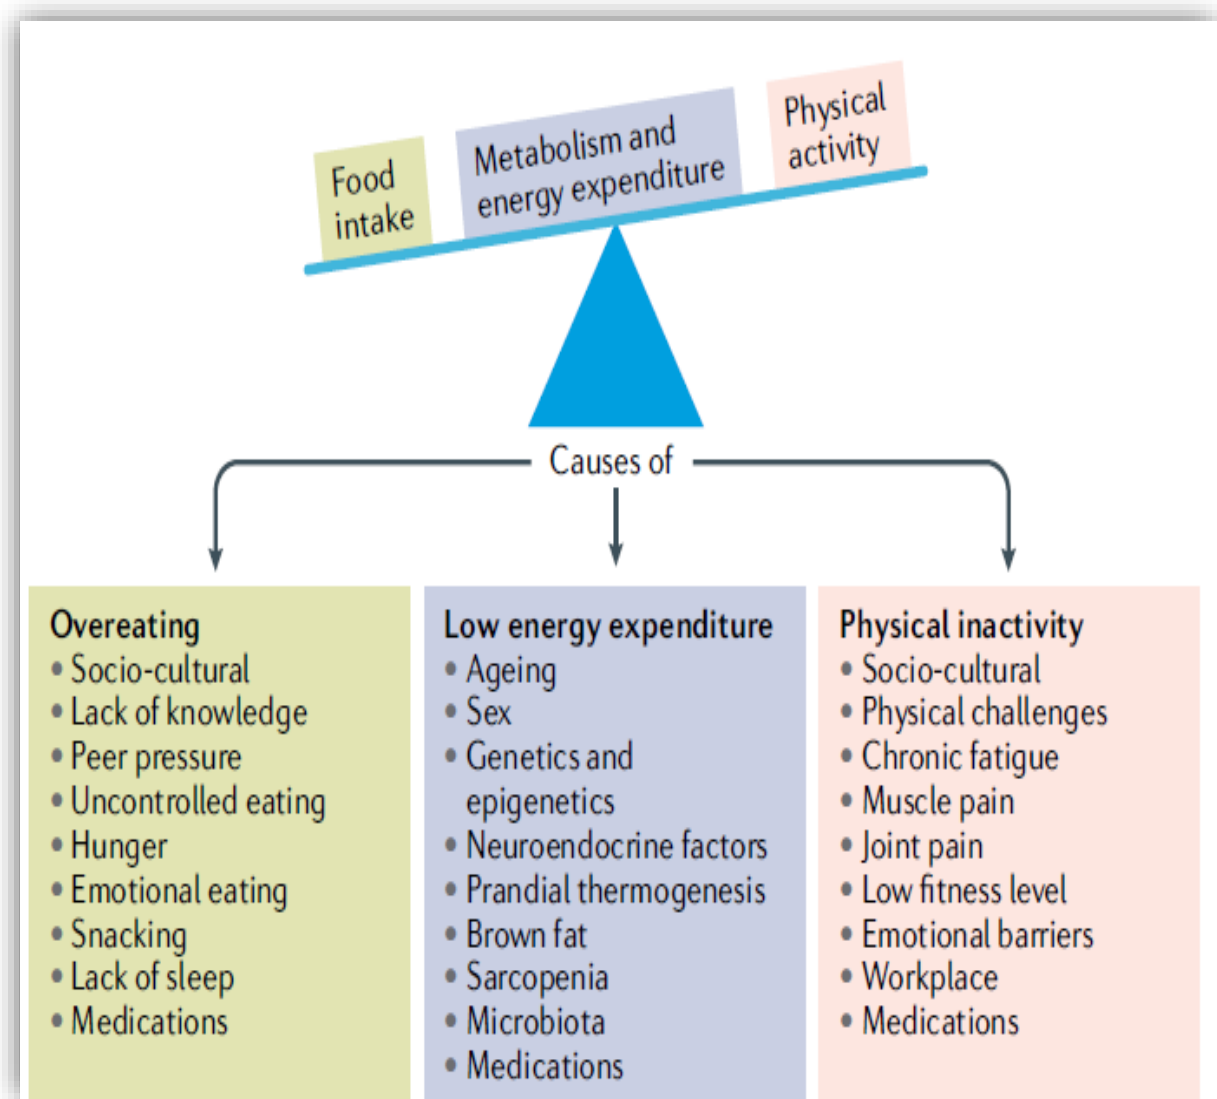 Food
intake
Metabolism and
energy expenditure
Physical
activity
Causes of
Overeating
• Socio-cultural
• Lack of knowledge
• Peer pressure
• Uncontrolled eating
• Hunger
• Emotional eating
• Snacking
• Lack of sleep
• Medications
Low energy expenditure
• Ageing
• Sex
• Genetics and
epigenetics
• Neuroendocrine factors
• Prandial thermogenesis
• Brown fat
• Sarcopenia
• Microbiota
• Medications
Physical inactivity
• Socio-cultural
• Physical challenges
• Chronic fatigue
• Muscle pain
• Joint pain
• Low fitness level
• Emotional barriers
• Workplace
• Medications